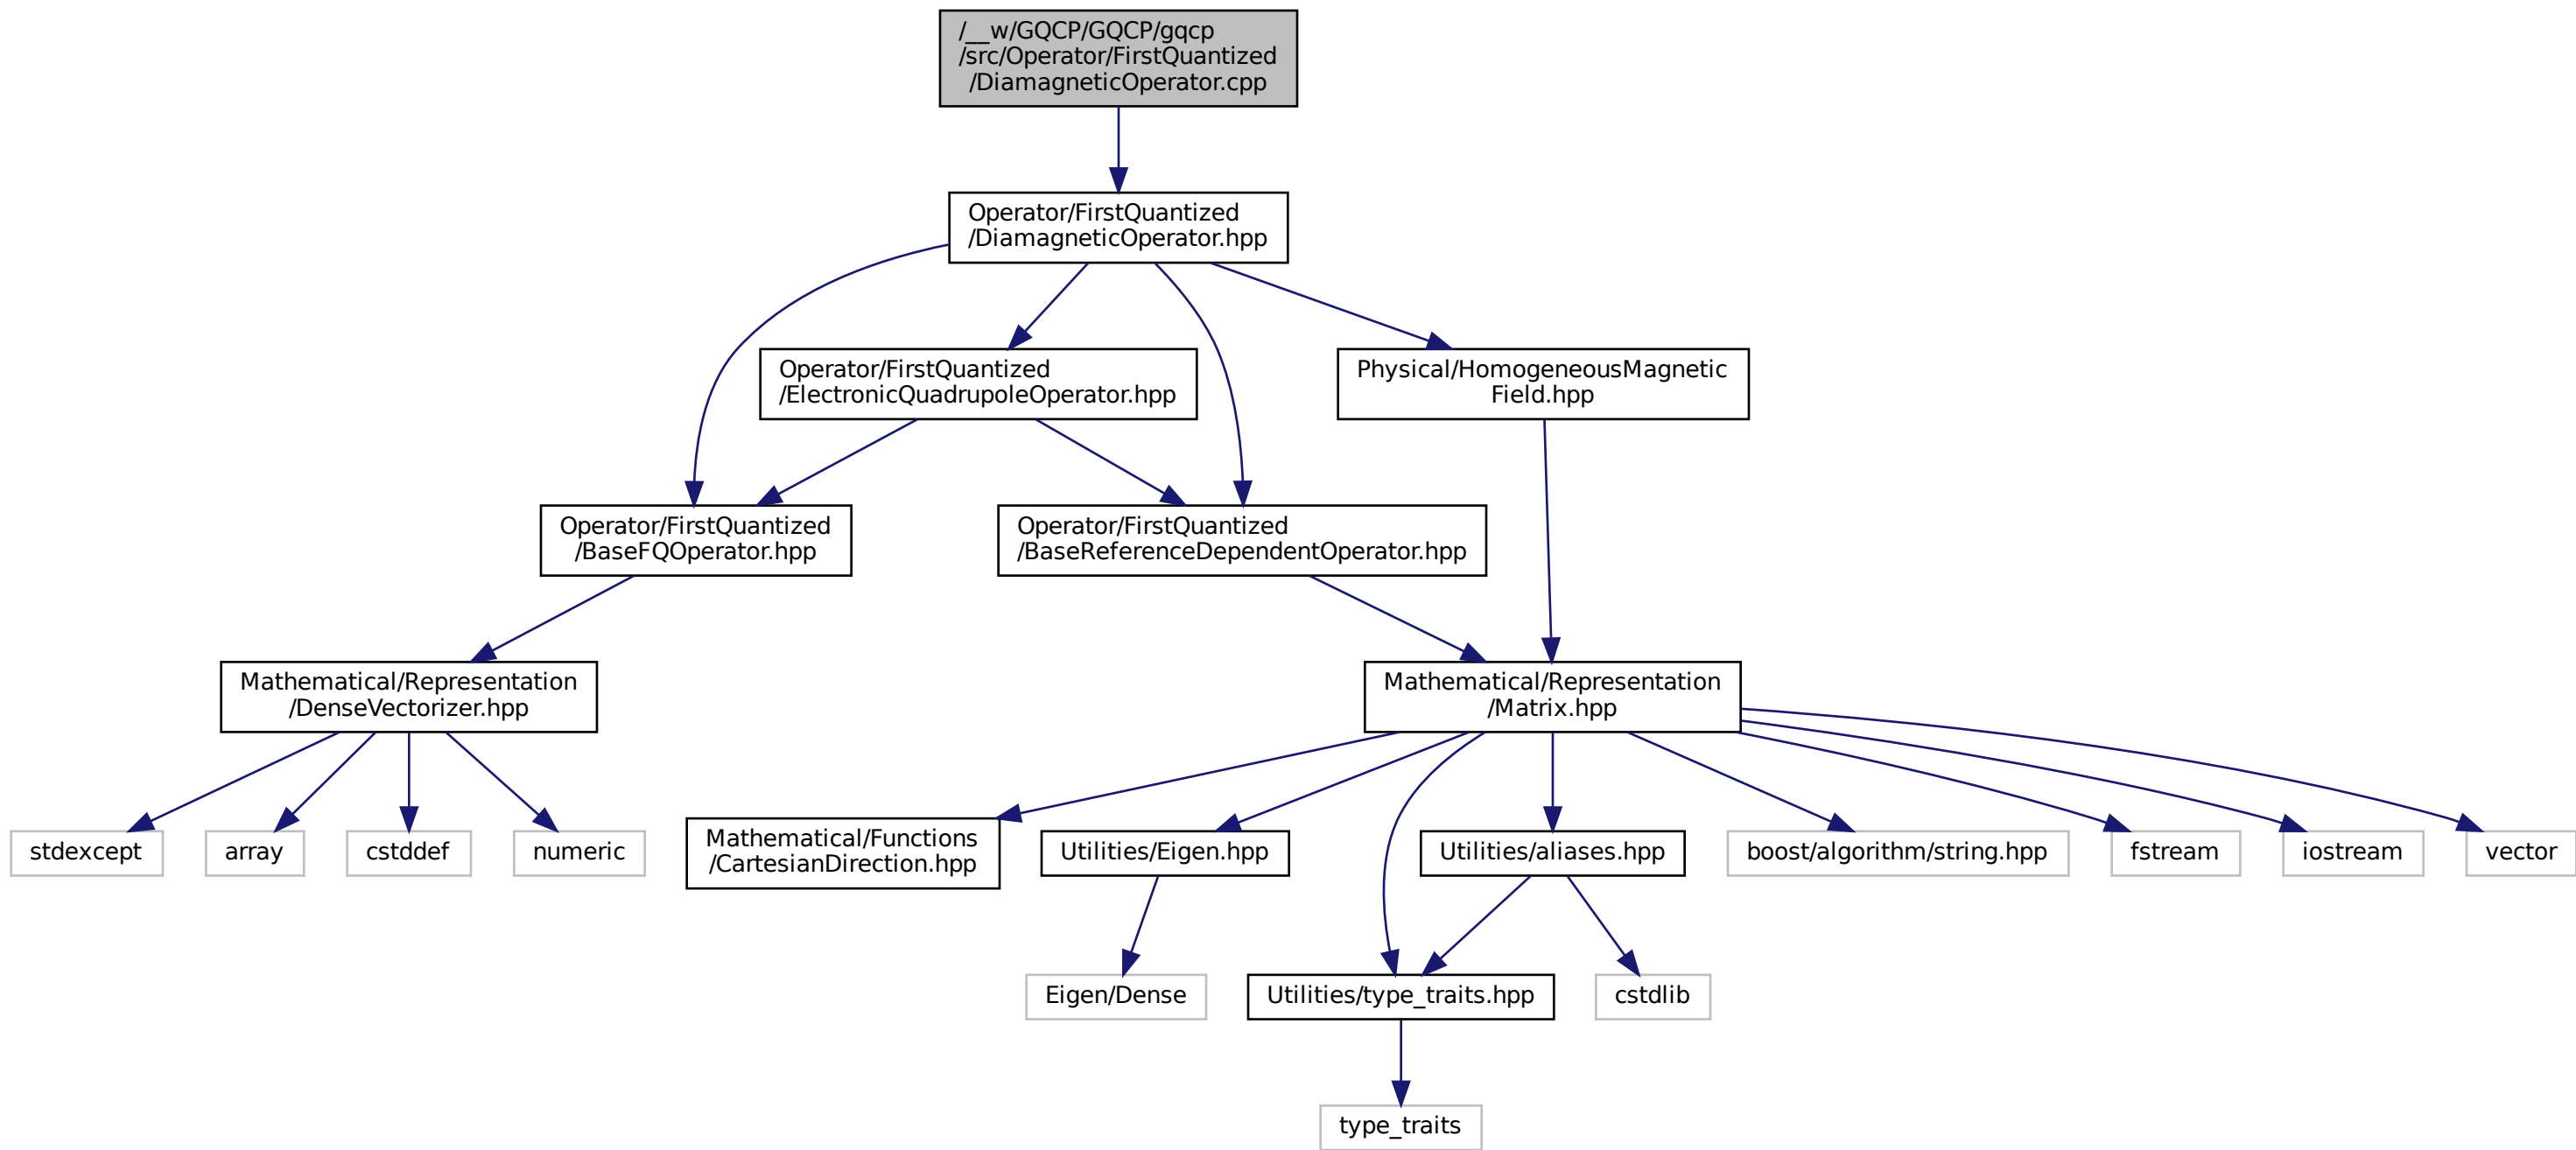 /__w/GQCP/GQCP/gqcp
/src/Operator/FirstQuantized
/DiamagneticOperator.cpp
Operator/FirstQuantized
/DiamagneticOperator.hpp
Operator/FirstQuantized
/ElectronicQuadrupoleOperator.hpp
Physical/HomogeneousMagnetic
Field.hpp
Operator/FirstQuantized
/BaseFQOperator.hpp
Operator/FirstQuantized
/BaseReferenceDependentOperator.hpp
Mathematical/Representation
/DenseVectorizer.hpp
Mathematical/Representation
/Matrix.hpp
stdexcept
array
cstddef
numeric
Mathematical/Functions
/CartesianDirection.hpp
Utilities/Eigen.hpp
Utilities/aliases.hpp
boost/algorithm/string.hpp
fstream
iostream
vector
Eigen/Dense
Utilities/type_traits.hpp
cstdlib
type_traits